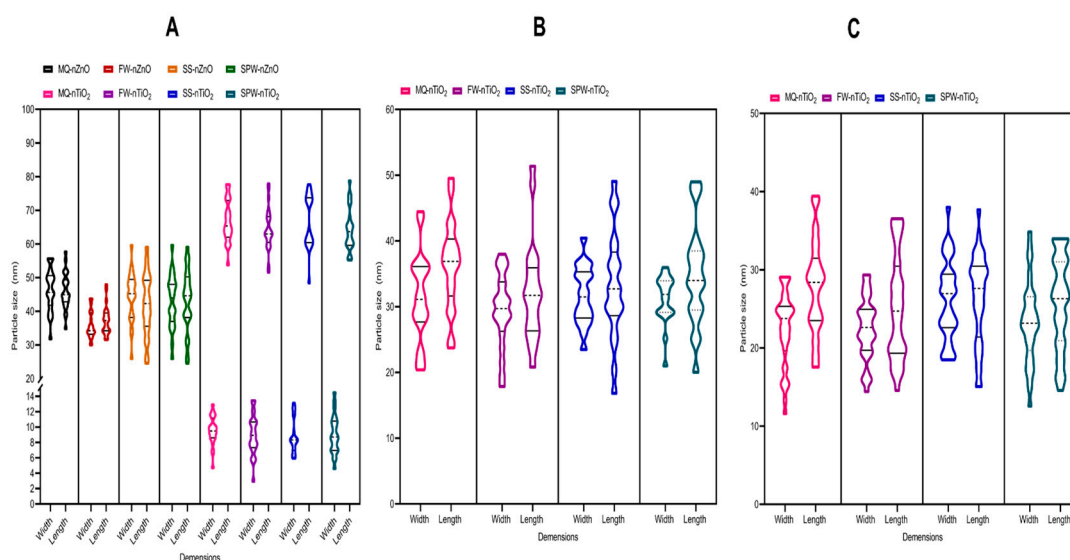 A
MQ-nZnO FW-nZnO SS-nZnO SPW-nZnO
MQ-nTiO₂ FW-nTiO₂ SS-nTiO₂ SPW-nTiO₂
Particle size (nm)
100
90
80
70
60
50
40
30
20
14
12
10
8
6
4
2
0
Width Length Width Length Width Length Width Length Width Length Width Length Width Length Width Length
Demensions
B
MQ-nTiO₂ FW-nTiO₂ SS-nTiO₂ SPW-nTiO₂
Particle size (nm)
60
50
40
30
20
10
0
Width Length Width Length Width Length Width Length
Demensions
C
MQ-nTiO₂ FW-nTiO₂ SS-nTiO₂ SPW-nTiO₂
Particle size (nm)
100
50
40
30
20
10
0
Width Length Width Length Width Length Width Length
Demensions